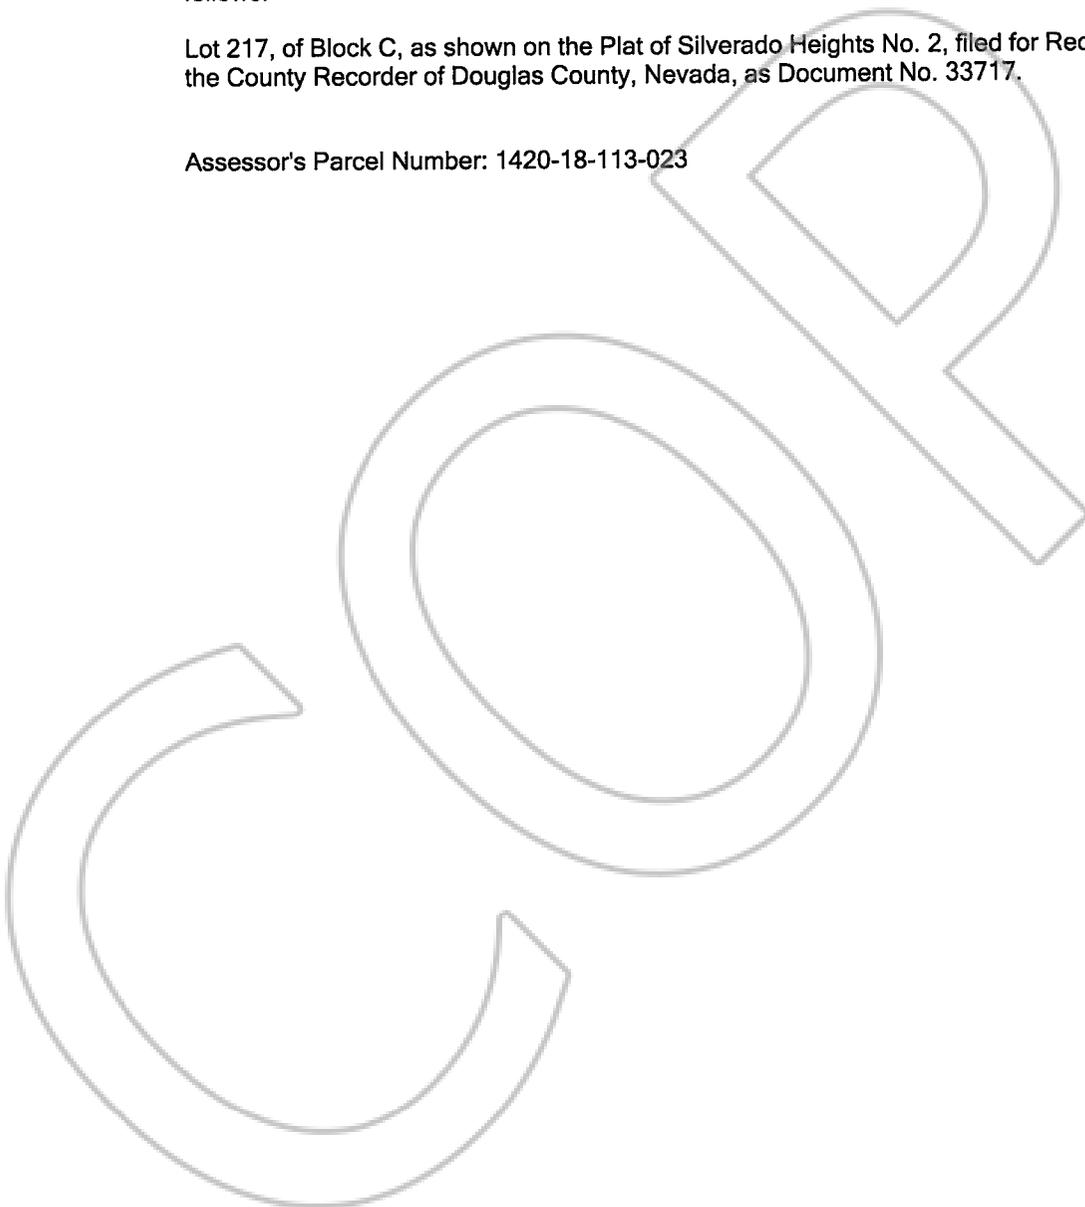 Lot 217, of Block C, as shown on the Plat of Silverado Heights No. 2, filed for
the County Recorder of Douglas County, Nevada, as Document No. 33717.
Assessor's Parcel Number: 1420-18-113-023
COP